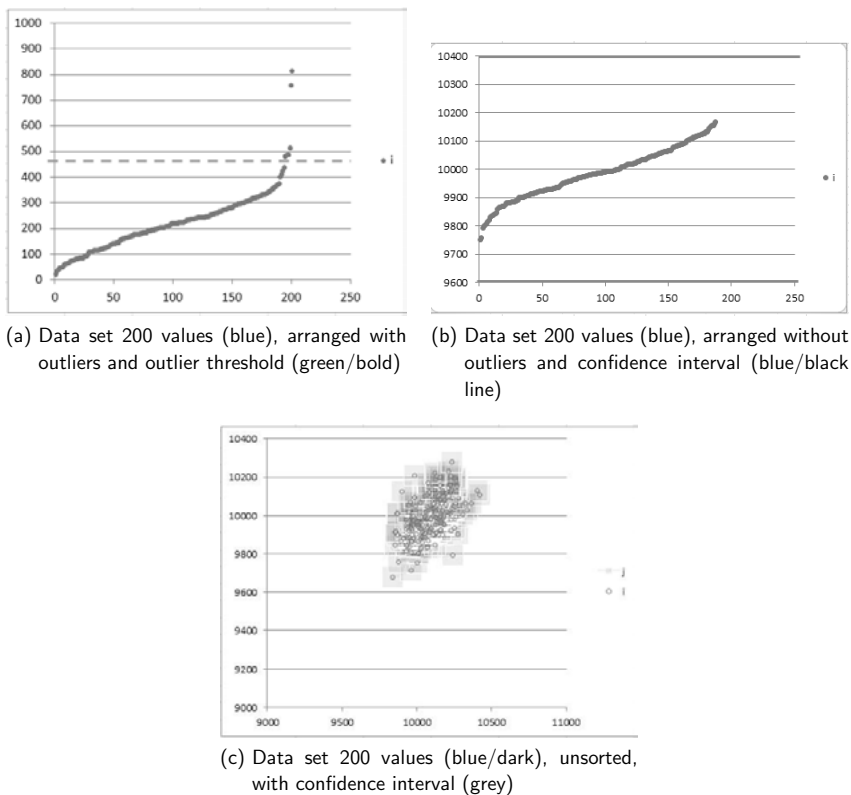 1000
900
800
700
600
500
400
300
200
100
0
0 50 100 150 200 250
i
(a) Data set 200 values (blue), arranged with
outliers and outlier threshold (green/bold)
10400
10300
10200
10100
10000
9900
9800
9700
9600
0 50 100 150 200 250
i
(b) Data set 200 values (blue), arranged without
outliers and confidence interval (blue/black
line)
10400
10200
10000
9800
9600
9400
9200
9000
9000 9500 10000 10500 11000
j
i
(c) Data set 200 values (blue/dark), unsorted,
with confidence interval (grey)